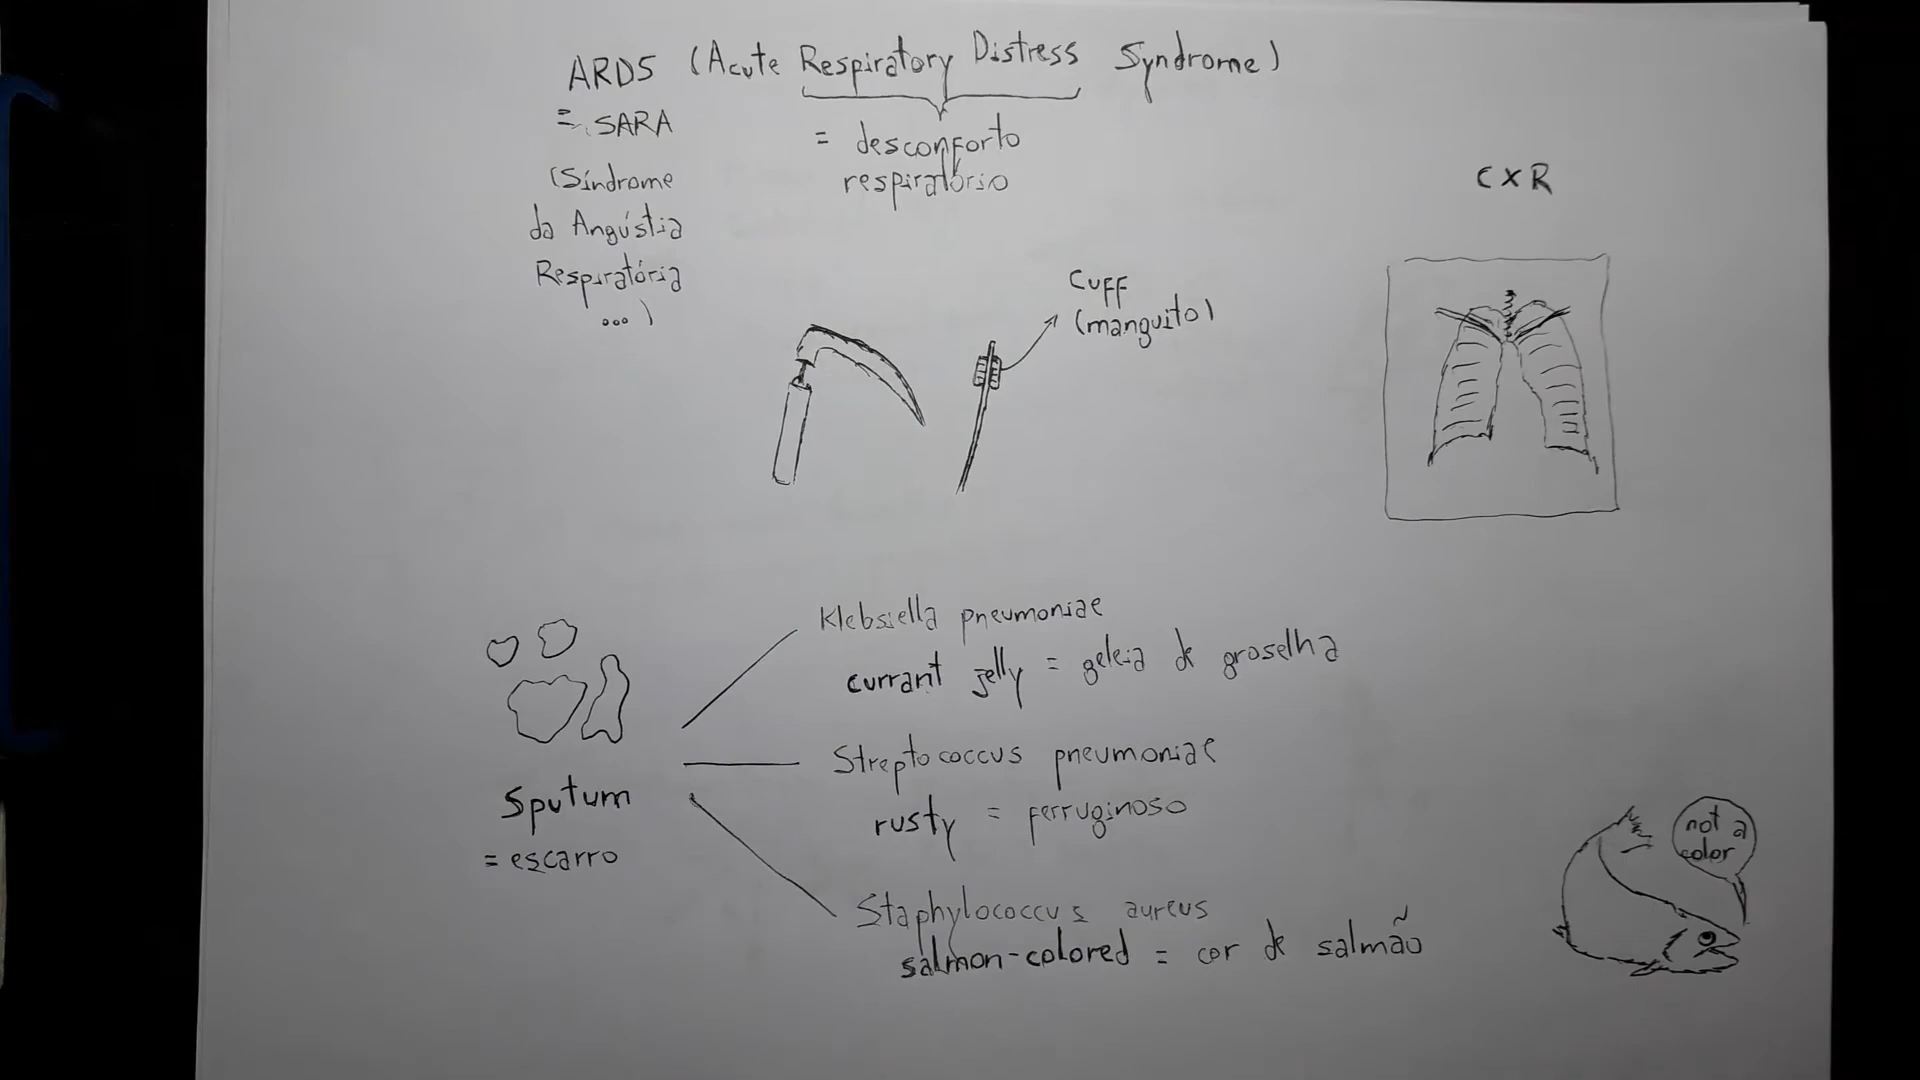 ARDS (Acute Respiratory Distress Syndrome)
= SARA
(Síndrome
da Angústia
Respiratória
...)
= desconforto
respiratório
CXR
Cuff
(manguito)
Sputum
= escarro
Klebsiella pneumoniae
currant jelly = geleia de groselha
Streptococcus pneumoniae
rusty = ferruginoso
Staphylococcus aureus
salmon-colored = cor de salmão
not a
color